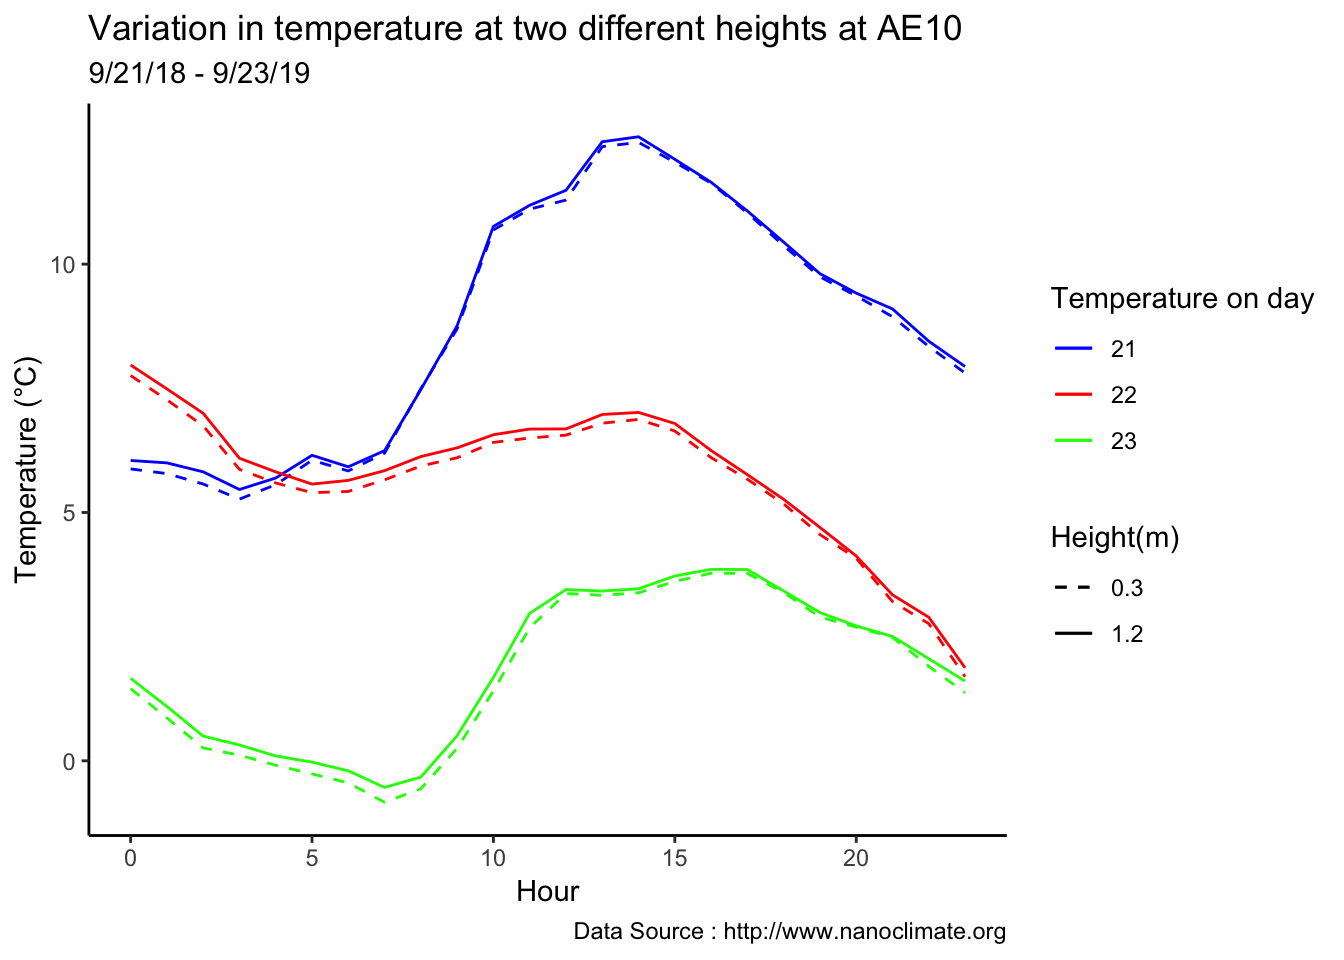 Variation in temperature at two different heights at AE10
9/21/18 - 9/23/19
Temperature (°C)
10
5
0
0 5 10 15 20
Hour
Temperature on day
21
22
23
Height(m)
0.3
1.2
Data Source : http://www.nanoclimate.org